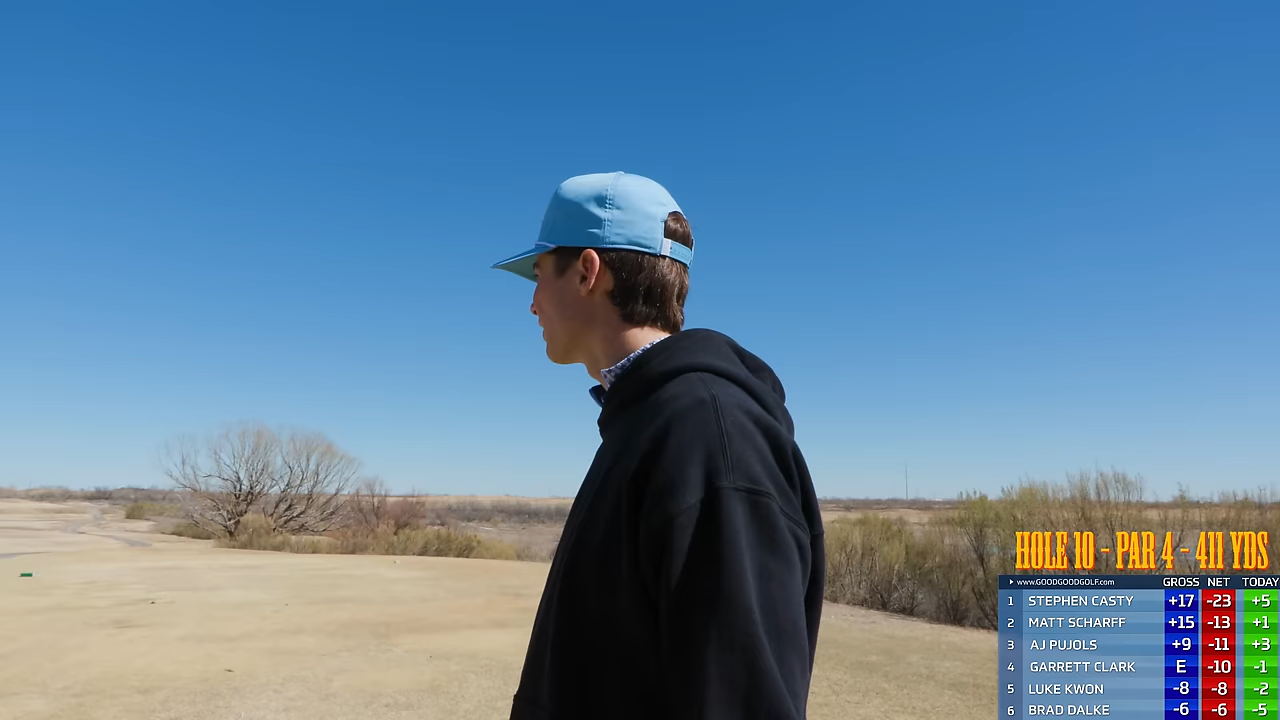 HOLE 10 - PAR 4 - 411 YDS
www.GOODGOODGOLF.com GROSS NET TODAY
1 STEPHEN CASTY +17 -23 +5
2 MATT SCHARFF +15 -13 +1
3 AJ PUJOLS +9 -11 +3
4 GARRETT CLARK E -10 -1
5 LUKE KWON -8 -8 -2
6 BRAD DALKE -6 -6 -5